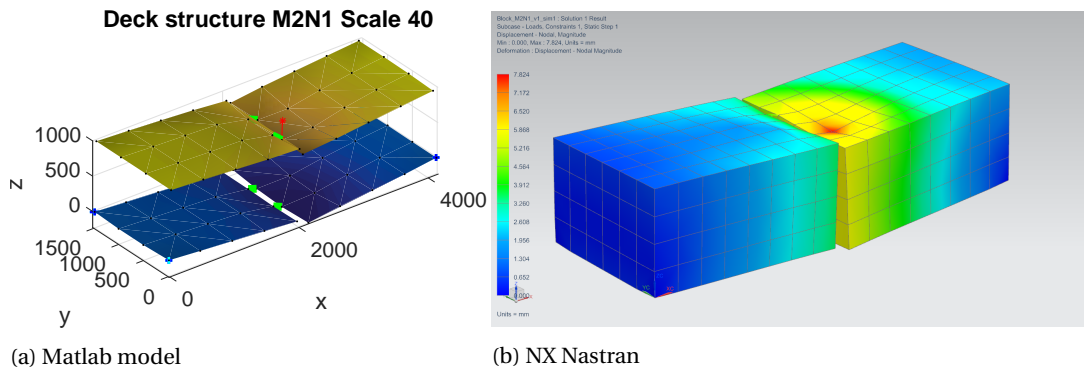 Deck structure M2N1 Scale 40
1000
500
0
z
1500
1000
500
0
y
0
2000
4000
x
(a) Matlab model
Block_M2N1_v1_sim1 : Solution 1 Result
Subcase - Loads, Constraints 1, Static Step 1
Displacement - Nodal, Magnitude
Min : 0.000, Max : 7.824, Units = mm
Deformation : Displacement - Nodal Magnitude
7.824
7.172
6.520
5.868
5.216
4.564
3.912
3.260
2.608
1.956
1.304
0.652
0.000
Units = mm
YC
XC
(b) NX Nastran